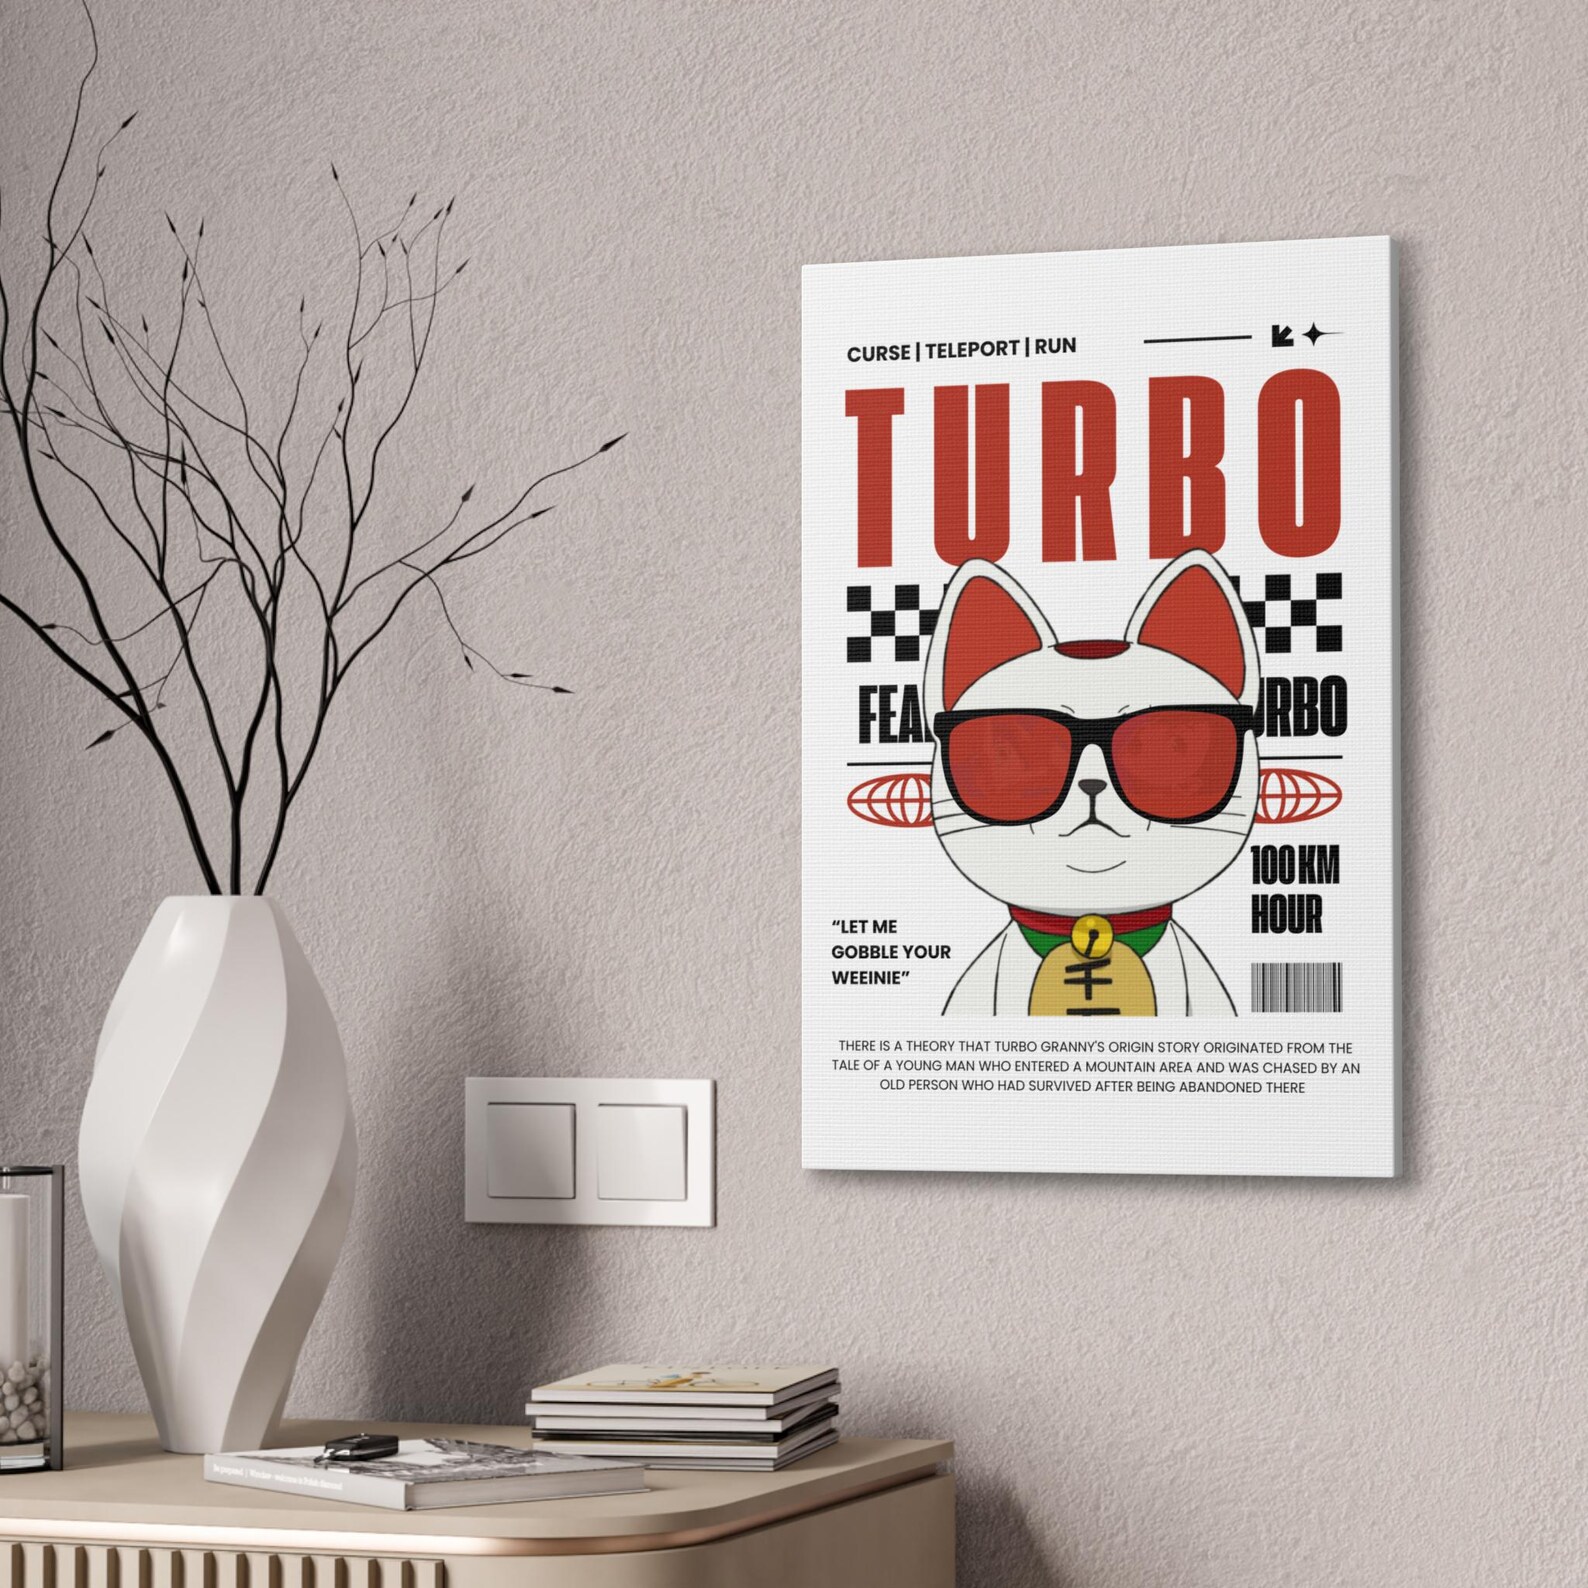 CURSE | TELEPORT | RUN
TURBO
FEA
URBO
100 KM
HOUR
“LET ME
GOBBLE YOUR
WEEINIE”
千
THERE IS A THEORY THAT TURBO GRANNY'S ORIGIN STORY ORIGINATED FROM THE
TALE OF A YOUNG MAN WHO ENTERED A MOUNTAIN AREA AND WAS CHASED BY AN
OLD PERSON WHO HAD SURVIVED AFTER BEING ABANDONED THERE